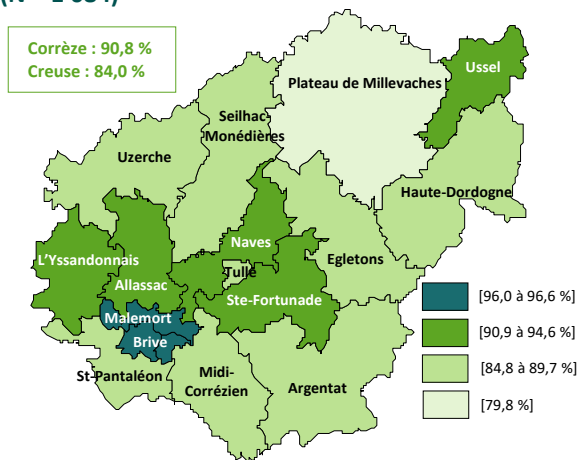 Corrèze : 90,8 %
Creuse : 84,0 %
Ussel
Plateau de Millevaches
Seilhac-
Monédières
Uzerche
Haute-Dordogne
Naves
L'Yssandonnais
Egletons
Tulle
Allassac
Ste-Fortunade
[96,0 à 96,6 %]
Malemort
[90,9 à 94,6 %]
Brive
St-Pantaléon
Midi-
Corrézien
Argentat
[84,8 à 89,7 %]
[79,8 %]